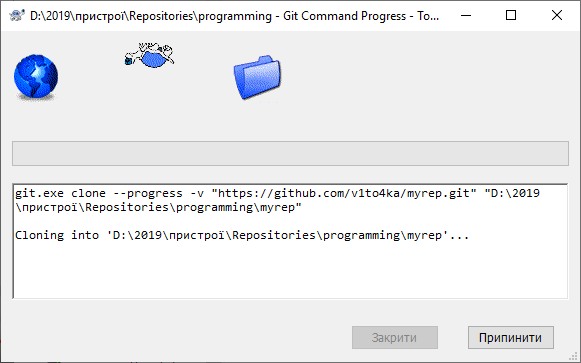 D:\2019\пристрої\Repositories\programming - Git Command Progress - To...
git.exe clone --progress -v "https://github.com/v1to4ka/myrep.git" "D:\2019
\пристрої\Repositories\programming\myrep"
Cloning into 'D:\2019\пристрої\Repositories\programming\myrep'...
Закрити
Припинити